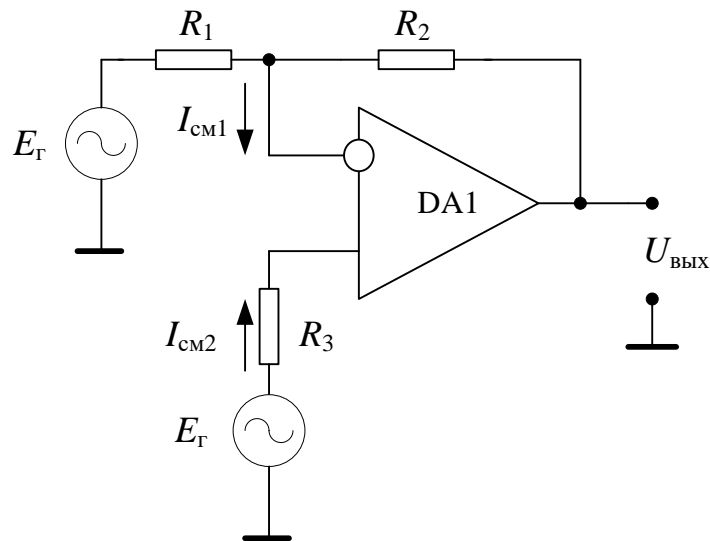 R₁
R₂
Iсм1
Eг
DA1
Uвых
Iсм2
R₃
Eг